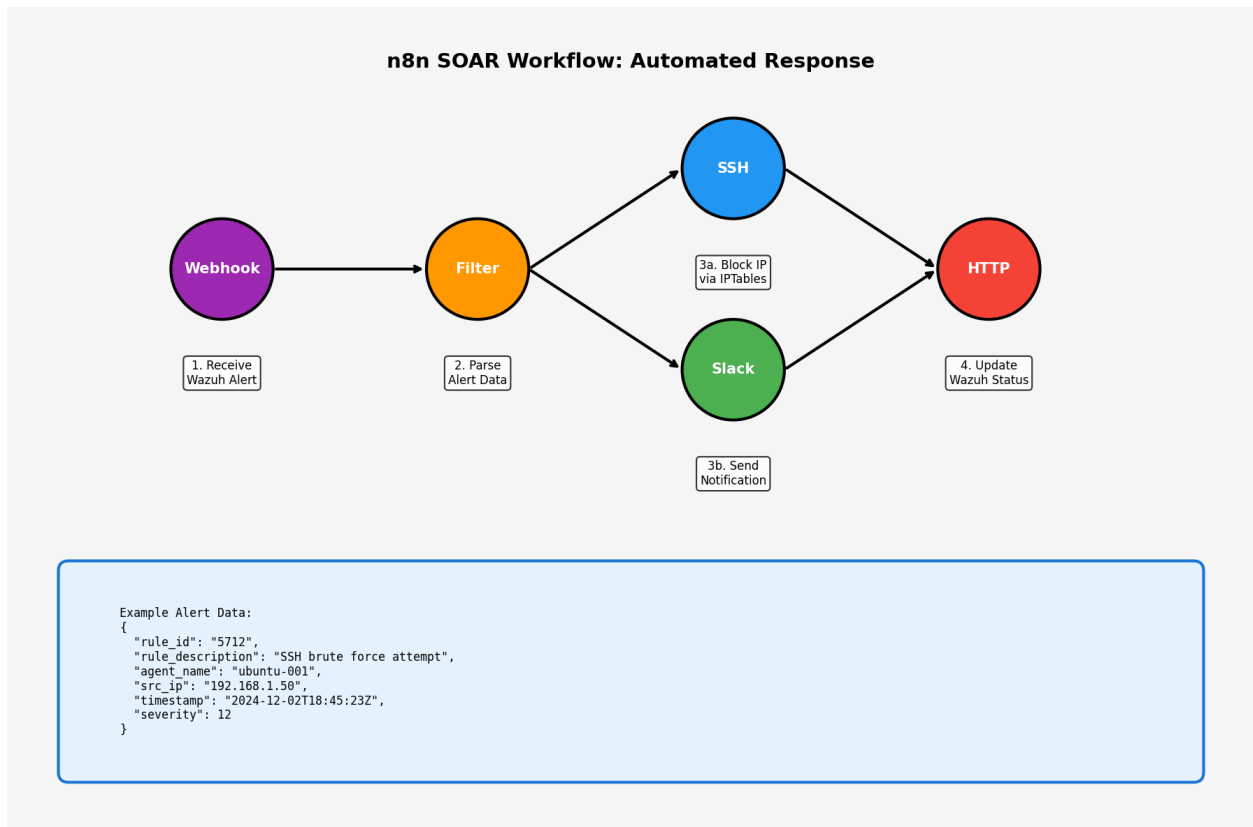 n8n SOAR Workflow: Automated Response
SSH
3a. Block IP
via IPTables
Webhook
Filter
HTTP
Slack
1. Receive
Wazuh Alert
2. Parse
Alert Data
4. Update
Wazuh Status
3b. Send
Notification
Example Alert Data:
{
  "rule_id": "5712",
  "rule_description": "SSH brute force attempt",
  "agent_name": "ubuntu-001",
  "src_ip": "192.168.1.50",
  "timestamp": "2024-12-02T18:45:23Z",
  "severity": 12
}